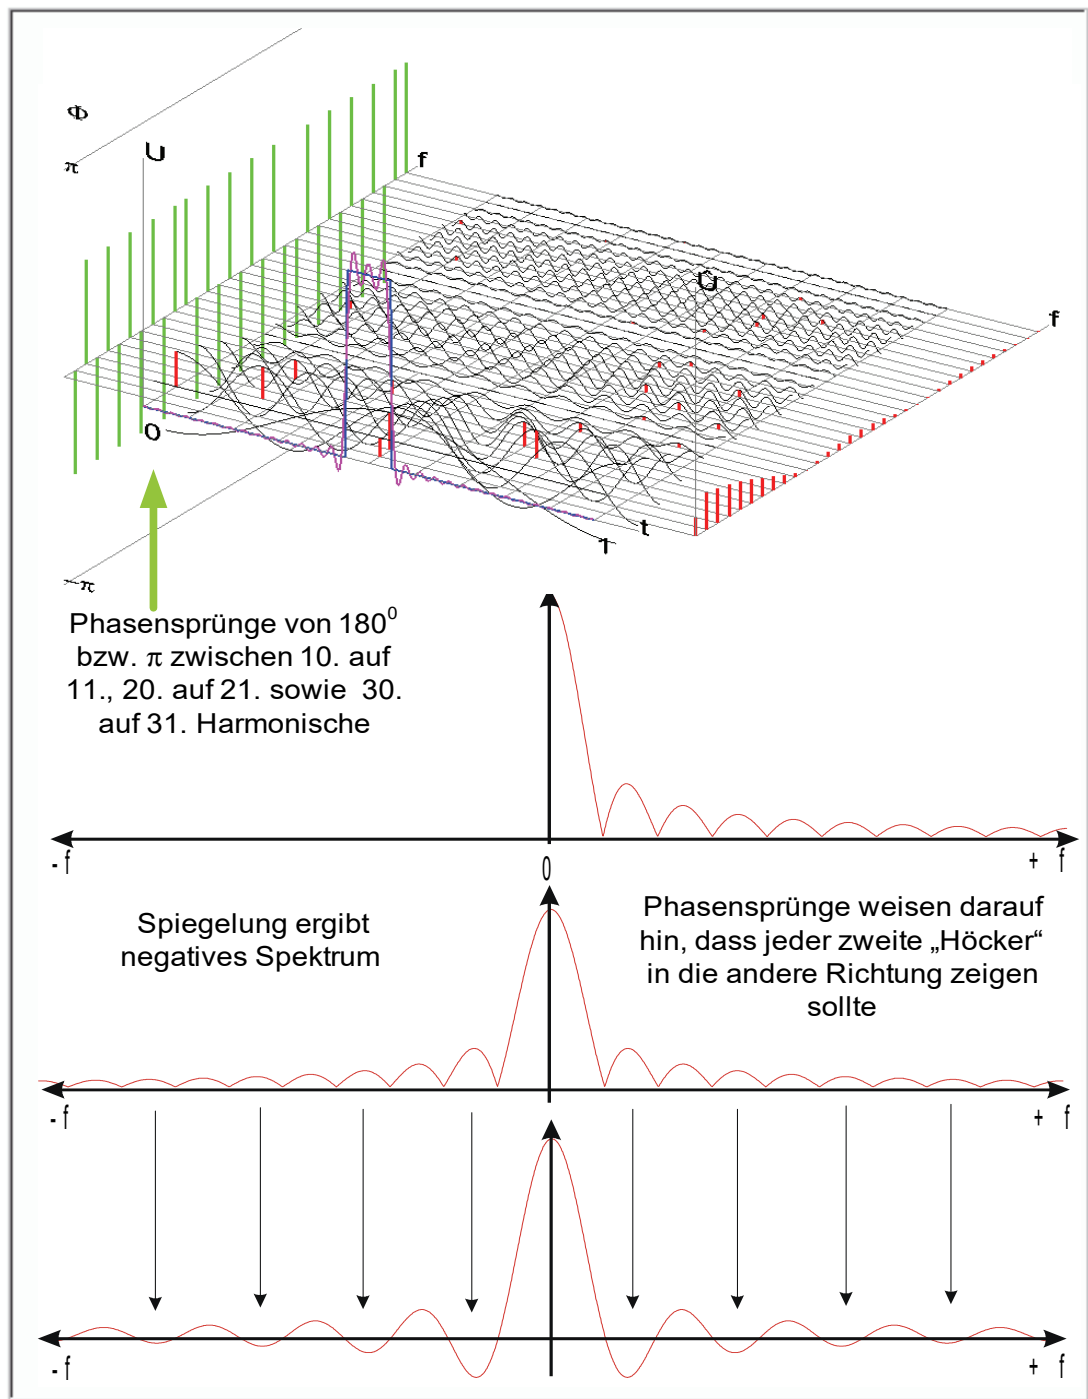 Φ
π
U
f
Û
f
0
t
1
-π
Phasensprünge von 180⁰
bzw. π zwischen 10. auf
11., 20. auf 21. sowie 30.
auf 31. Harmonische
- f
0
+ f
Spiegelung ergibt
negatives Spektrum
Phasensprünge weisen darauf
hin, dass jeder zweite „Höcker“
in die andere Richtung zeigen
sollte
- f
+ f
- f
+ f